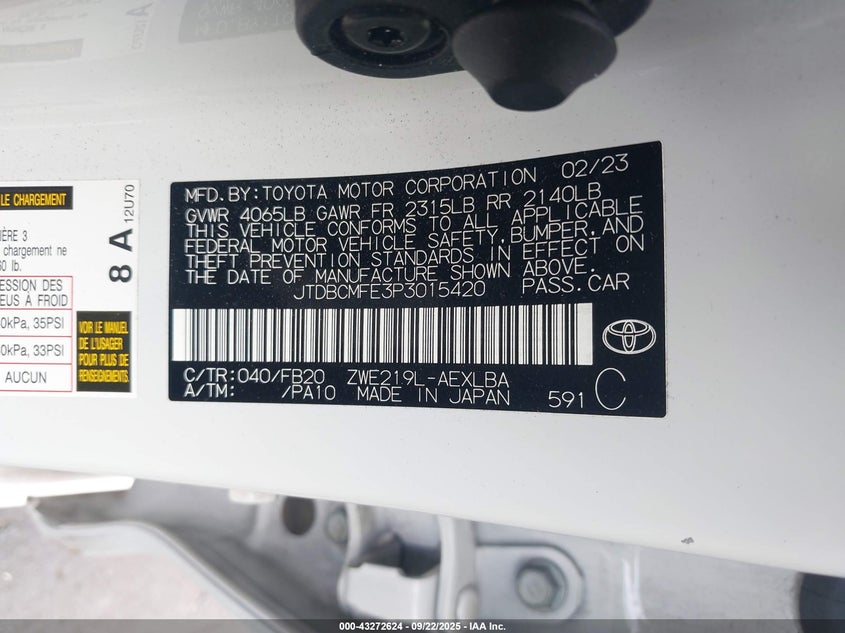 LE CHARGEMENT
IÈRE 3
chargement ne
60 lb.
ESSION DES
EUS À FROID
0kPa, 35PSI
0kPa, 33PSI
AUCUN
8 A 12U70
VOIR LE MANUEL
DE L'USAGER
POUR PLUS DE
RENSEIGNEMENTS.
MFD.BY:TOYOTA MOTOR CORPORATION 02/23
GVWR 4065LB GAWR FR 2315LB RR 2140LB
THIS VEHICLE CONFORMS TO ALL APPLICABLE
FEDERAL MOTOR VEHICLE SAFETY,BUMPER,AND
THEFT PREVENTION STANDARDS IN EFFECT ON
THE DATE OF MANUFACTURE SHOWN ABOVE.
JTDBCMFE3P3015420 PASS.CAR
C/TR:040/FB20 ZWE219L-AEXLBA
A/TM: /PA10 MADE IN JAPAN 591 C
000-43272624 - 09/22/2025 - IAA Inc.